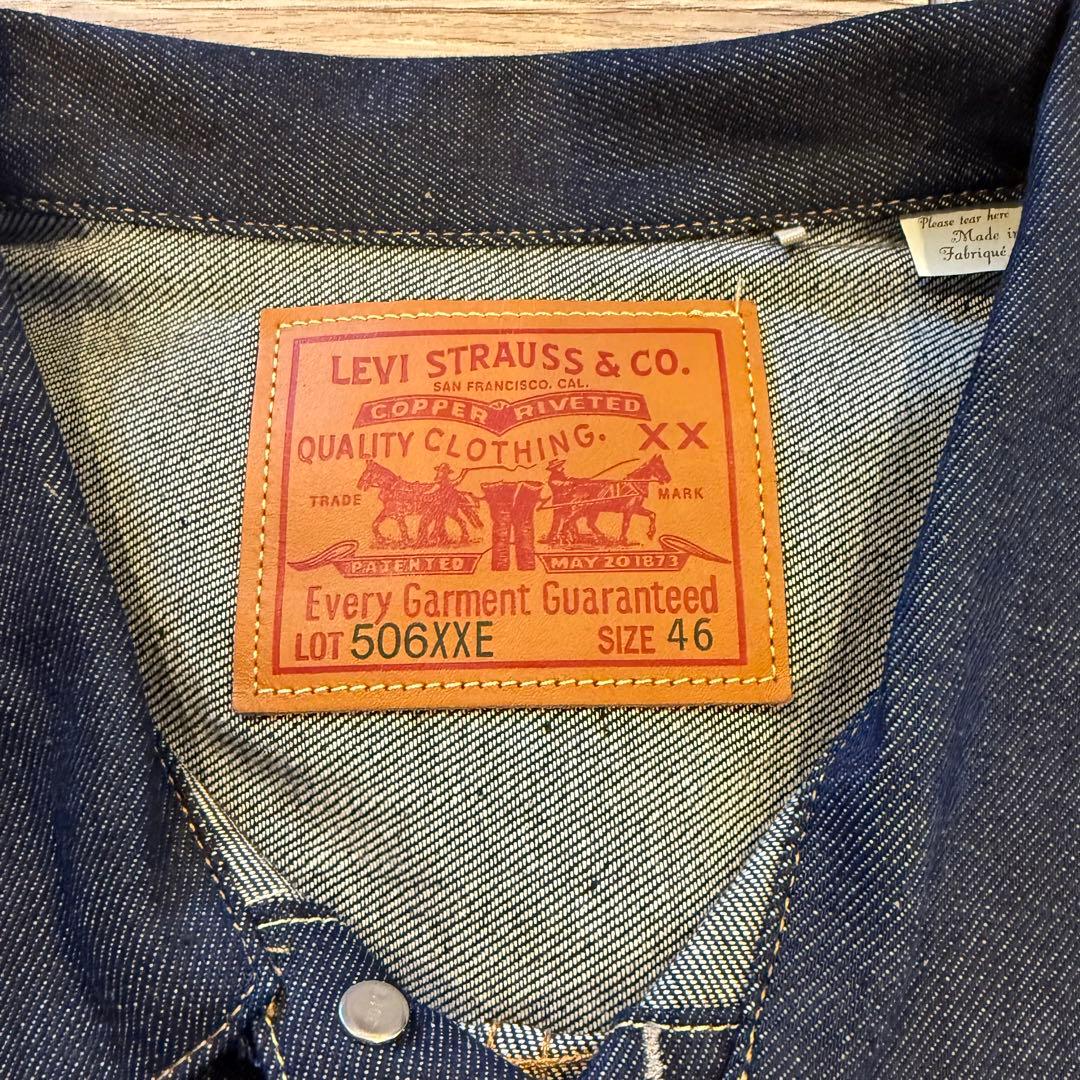 Please tear here
Made in
Fabriqué
LEVI STRAUSS & CO.
SAN FRANCISCO. CAL.
COPPER RIVETED
QUALITY CLOTHING. XX
TRADE MARK
PATENTED MAY 20 1873
Every Garment Guaranteed
LOT 506XXE SIZE 46